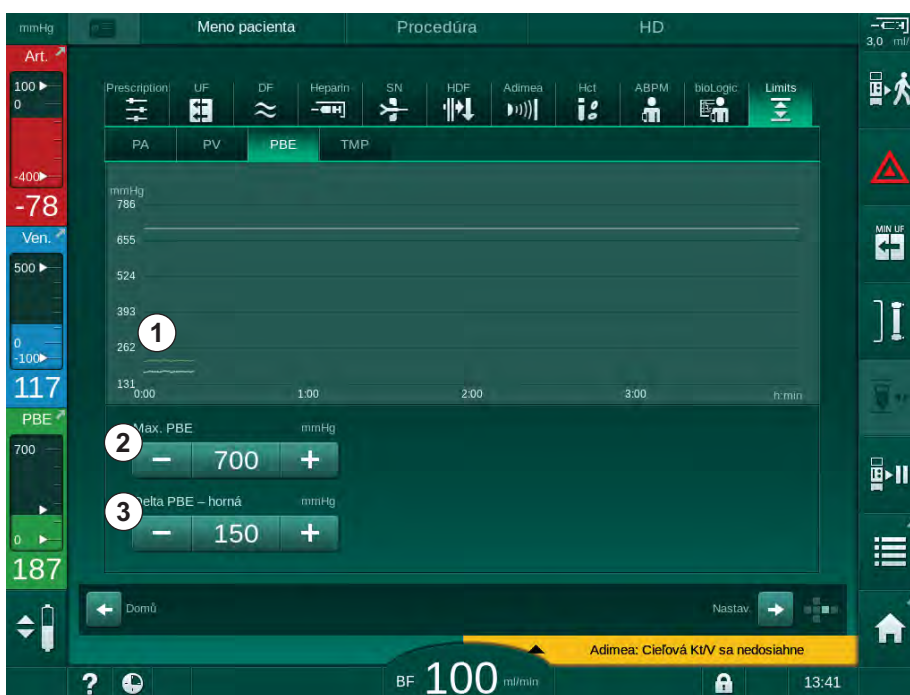 mmHg
Meno pacienta
Procedúra
HD
3,0 ml/
Art.
100
0
-400
-78
Ven.
500
0
-100
117
PBE
700
0
187
Prescription
UF
DF
Heparin
SN
HDF
Adimea
Hct
ABPM
bioLogic
Limits
PA
PV
PBE
TMP
mmHg
786
655
524
393
262
131
0:00
1:00
2:00
3:00
h:min
1
2
Max. PBE
mmHg
− 700 +
3
Delta PBE – horná
mmHg
− 150 +
MIN UF
Domů
Nastav.
Adimea: Cieľová Kt/V sa nedosiahne
?
BF 100 ml/min
13:41